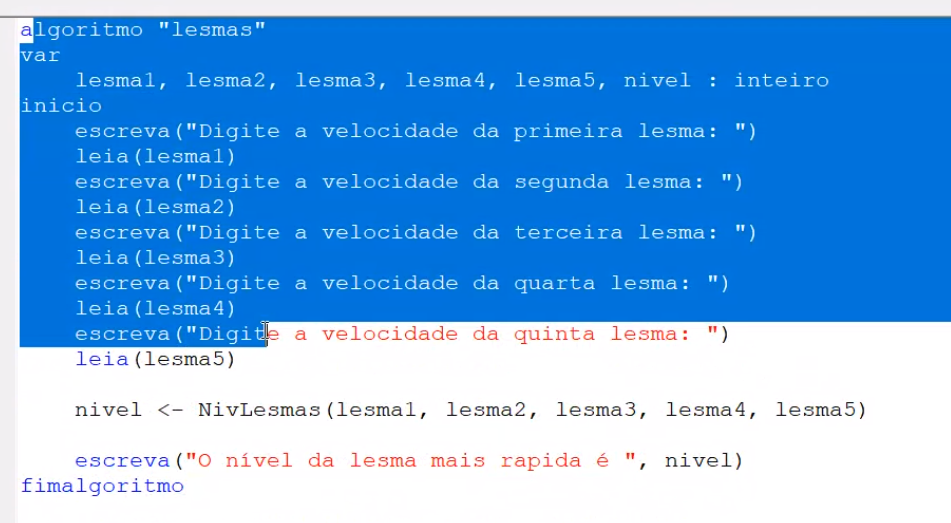 algoritmo "lesmas"
var
lesma1, lesma2, lesma3, lesma4, lesma5, nivel : inteiro
inicio
escreva("Digite a velocidade da primeira lesma: ")
leia(lesma1)
escreva("Digite a velocidade da segunda lesma: ")
leia(lesma2)
escreva("Digite a velocidade da terceira lesma: ")
leia(lesma3)
escreva("Digite a velocidade da quarta lesma: ")
leia(lesma4)
escreva("Digite a velocidade da quinta lesma: ")
leia(lesma5)
nivel <- NivLesmas(lesma1, lesma2, lesma3, lesma4, lesma5)
escreva("O nível da lesma mais rapida é ", nivel)
fimalgoritmo